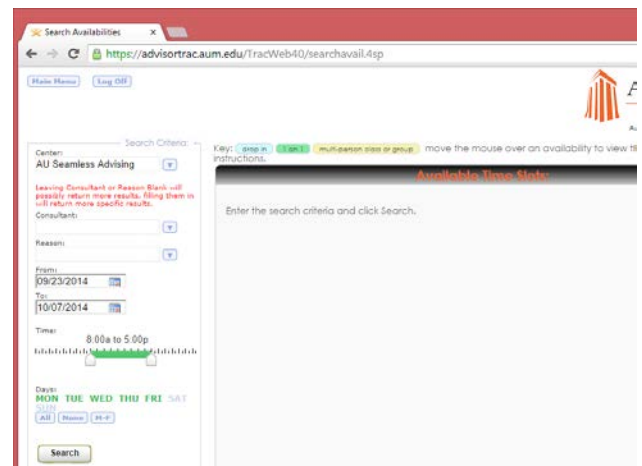 Search Availabilities
https://advisortrac.aum.edu/TracWeb40/searchavail.4sp
Main Menu Log Off
A
Au
Search Criteria:
Center:
AU Seamless Advising
Leaving Consultant or Reason Blank will
possibly return more results, filling them in
will return more specific results.
Consultant:
Reason:
From:
09/23/2014
To:
10/07/2014
Time:
8:00a to 5:00p
Days:
MON TUE WED THU FRI SAT
SUN
All None M-F
Search
Key: drop in 1 on 1 multi-person class or group move the mouse over an availability to view th
instructions.
Available Time Slots:
Enter the search criteria and click Search.